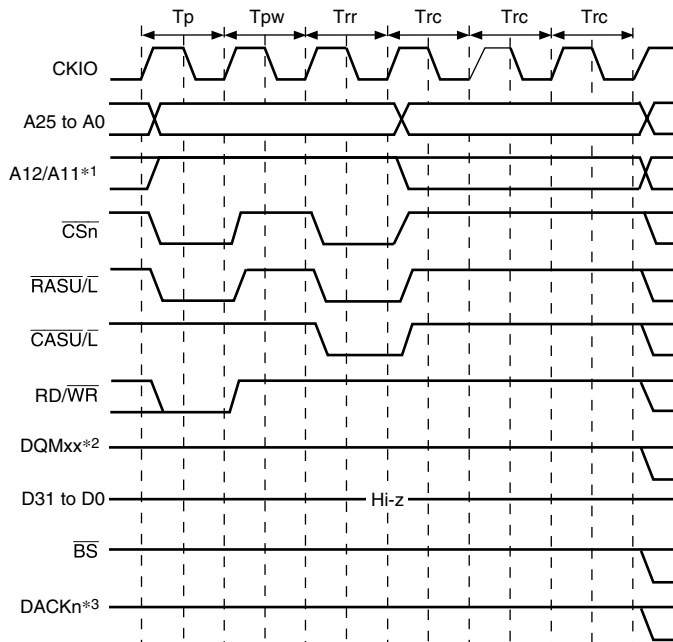 Tp Tpw Trr Trc Trc Trc
CKIO
A25 to A0
A12/A11*1
CSn
RASU/L
CASU/L
RD/WR
DQMxx*2
D31 to D0 Hi-z
BS
DACKn*3